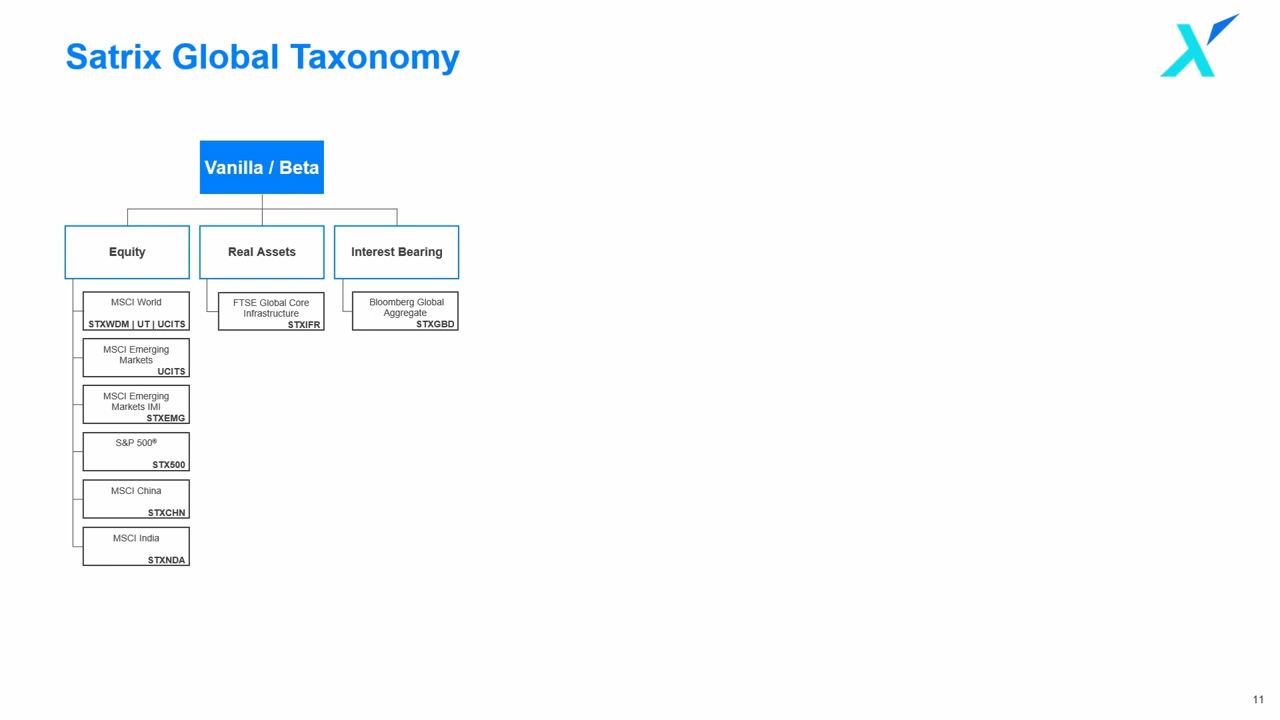 Satrix Global Taxonomy
Vanilla / Beta
Equity
Real Assets
Interest Bearing
MSCI World
STXWDM | UT | UCITS
MSCI Emerging
Markets
UCITS
MSCI Emerging
Markets IMI
STXEMG
S&P 500®
STX500
MSCI China
STXCHN
MSCI India
STXNDA
FTSE Global Core
Infrastructure
STXIFR
Bloomberg Global
Aggregate
STXGBD
11